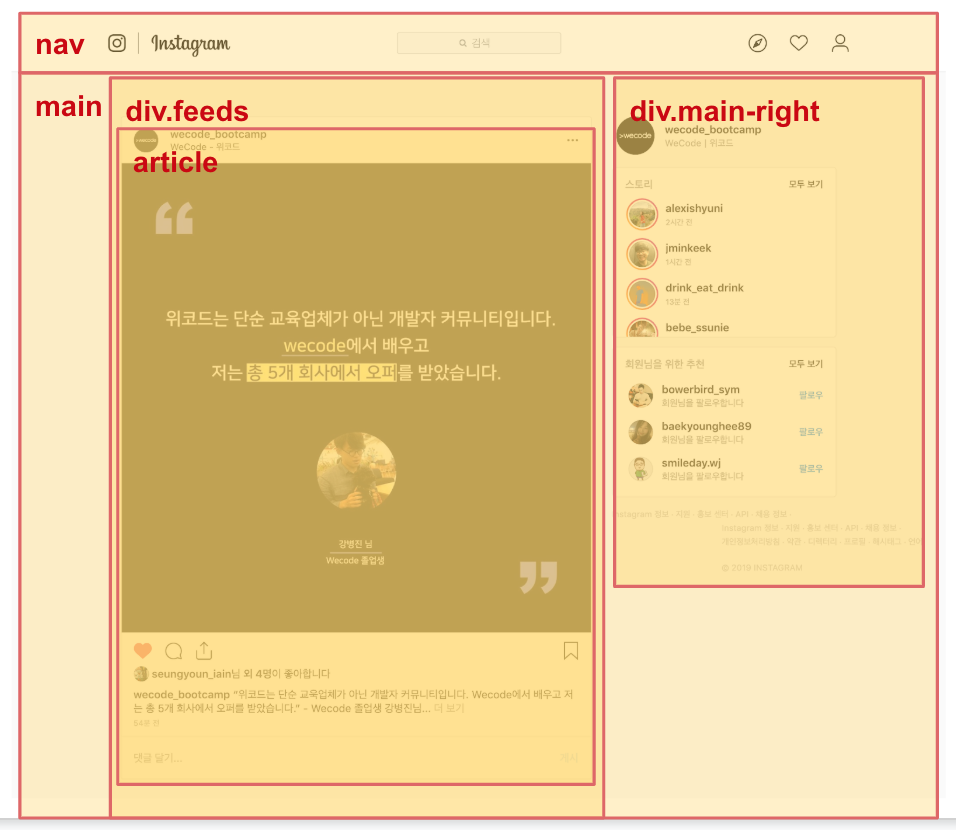 nav
Instagram
검색
main
div.feeds
wecode_bootcamp
WeCode - 위코드
article
>wecode
위코드는 단순 교육업체가 아닌 개발자 커뮤니티입니다.
wecode에서 배우고
저는 총 5개 회사에서 오퍼를 받았습니다.
강병진 님
Wecode 졸업생
seungyoun_iain님 외 4명이 좋아합니다
wecode_bootcamp "위코드는 단순 교육업체가 아닌 개발자 커뮤니티입니다. Wecode에서 배우고 저
는 총 5개 회사에서 오퍼를 받았습니다." - Wecode 졸업생 강병진님... 더 보기
54분 전
댓글 달기...
게시
div.main-right
>wecode
wecode_bootcamp
WeCode | 위코드
스토리 모두 보기
alexishyuni
2시간 전
jminkeek
1시간 전
drink_eat_drink
13분 전
bebe_ssunie
회원님을 위한 추천 모두 보기
bowerbird_sym
회원님을 팔로우합니다
팔로우
baekyounghee89
회원님을 팔로우합니다
팔로우
smileday.wj
회원님을 팔로우합니다
팔로우
Instagram 정보 · 지원 · 홍보 센터 · API · 채용 정보 ·
Instagram 정보 · 지원 · 홍보 센터 · API · 채용 정보 ·
개인정보처리방침 · 약관 · 디렉터리 · 프로필 · 해시태그 · 언어
© 2019 INSTAGRAM